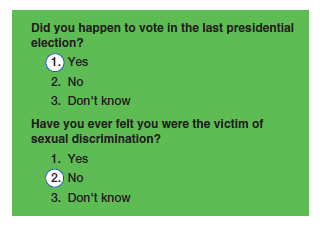 Did you happen to vote in the last presidential
election?
1. Yes
2. No
3. Don't know
Have you ever felt you were the victim of
sexual discrimination?
1. Yes
2. No
3. Don't know